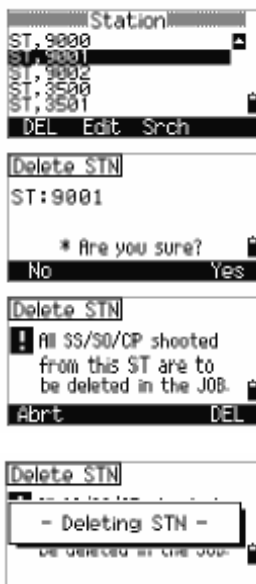 Station
ST,9000
ST,9001
ST,9002
ST,3500
ST,3501
DEL Edit Srch
Delete STN
ST:9001
* Are you sure?
No Yes
Delete STN
! All SS/SO/CP shooted
from this ST are to
be deleted in the JOB.
Abrt DEL
Delete STN
- Deleting STN -
be deleted in the JOB.